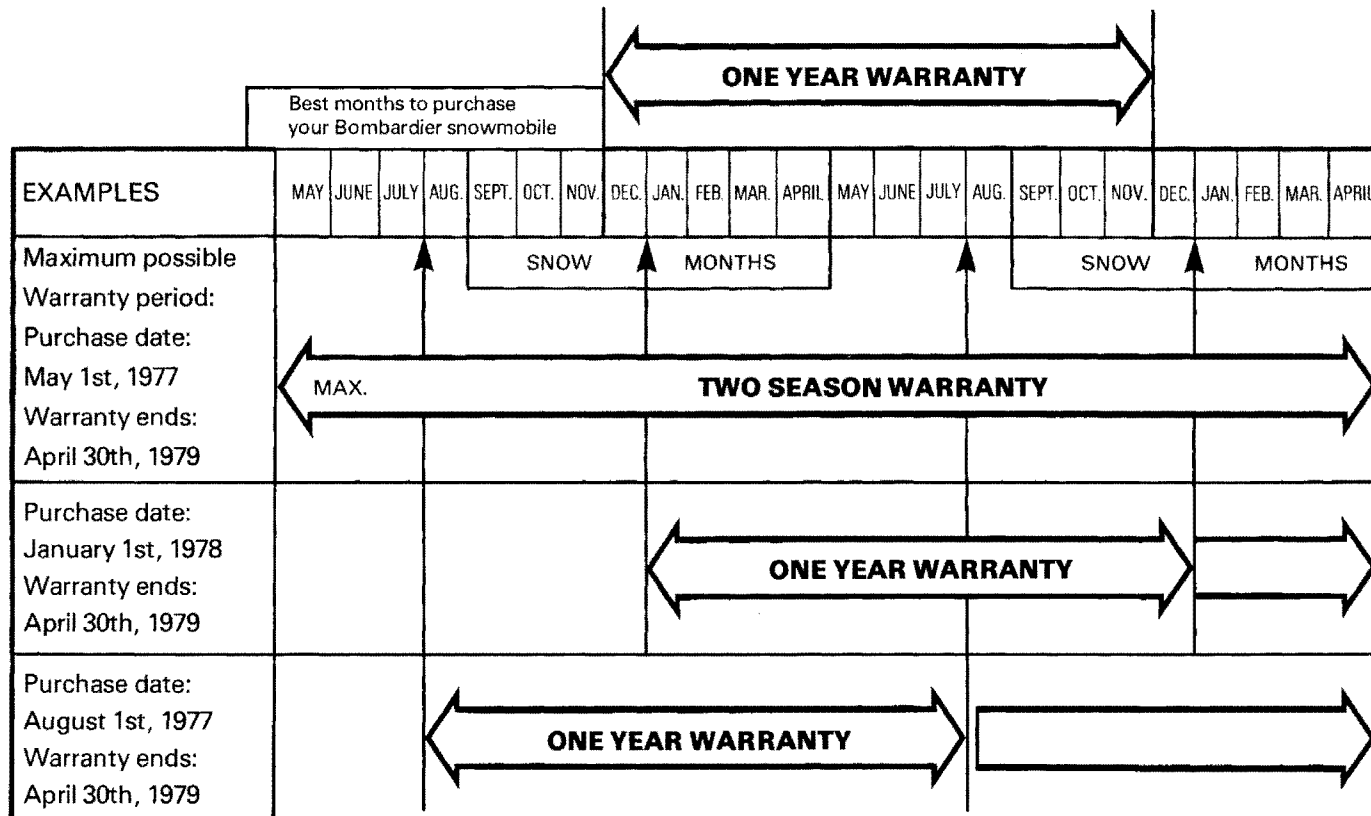 ONE YEAR WARRANTY
Best months to purchase
your Bombardier snowmobile
EXAMPLES
MAY JUNE JULY AUG. SEPT. OCT. NOV. DEC. JAN. FEB. MAR. APRIL MAY JUNE JULY AUG. SEPT. OCT. NOV. DEC. JAN. FEB. MAR. APRIL
SNOW MONTHS SNOW MONTHS
Maximum possible
Warranty period:
Purchase date:
May 1st, 1977
Warranty ends:
April 30th, 1979
MAX. TWO SEASON WARRANTY
Purchase date:
January 1st, 1978
Warranty ends:
April 30th, 1979
ONE YEAR WARRANTY
Purchase date:
August 1st, 1977
Warranty ends:
April 30th, 1979
ONE YEAR WARRANTY